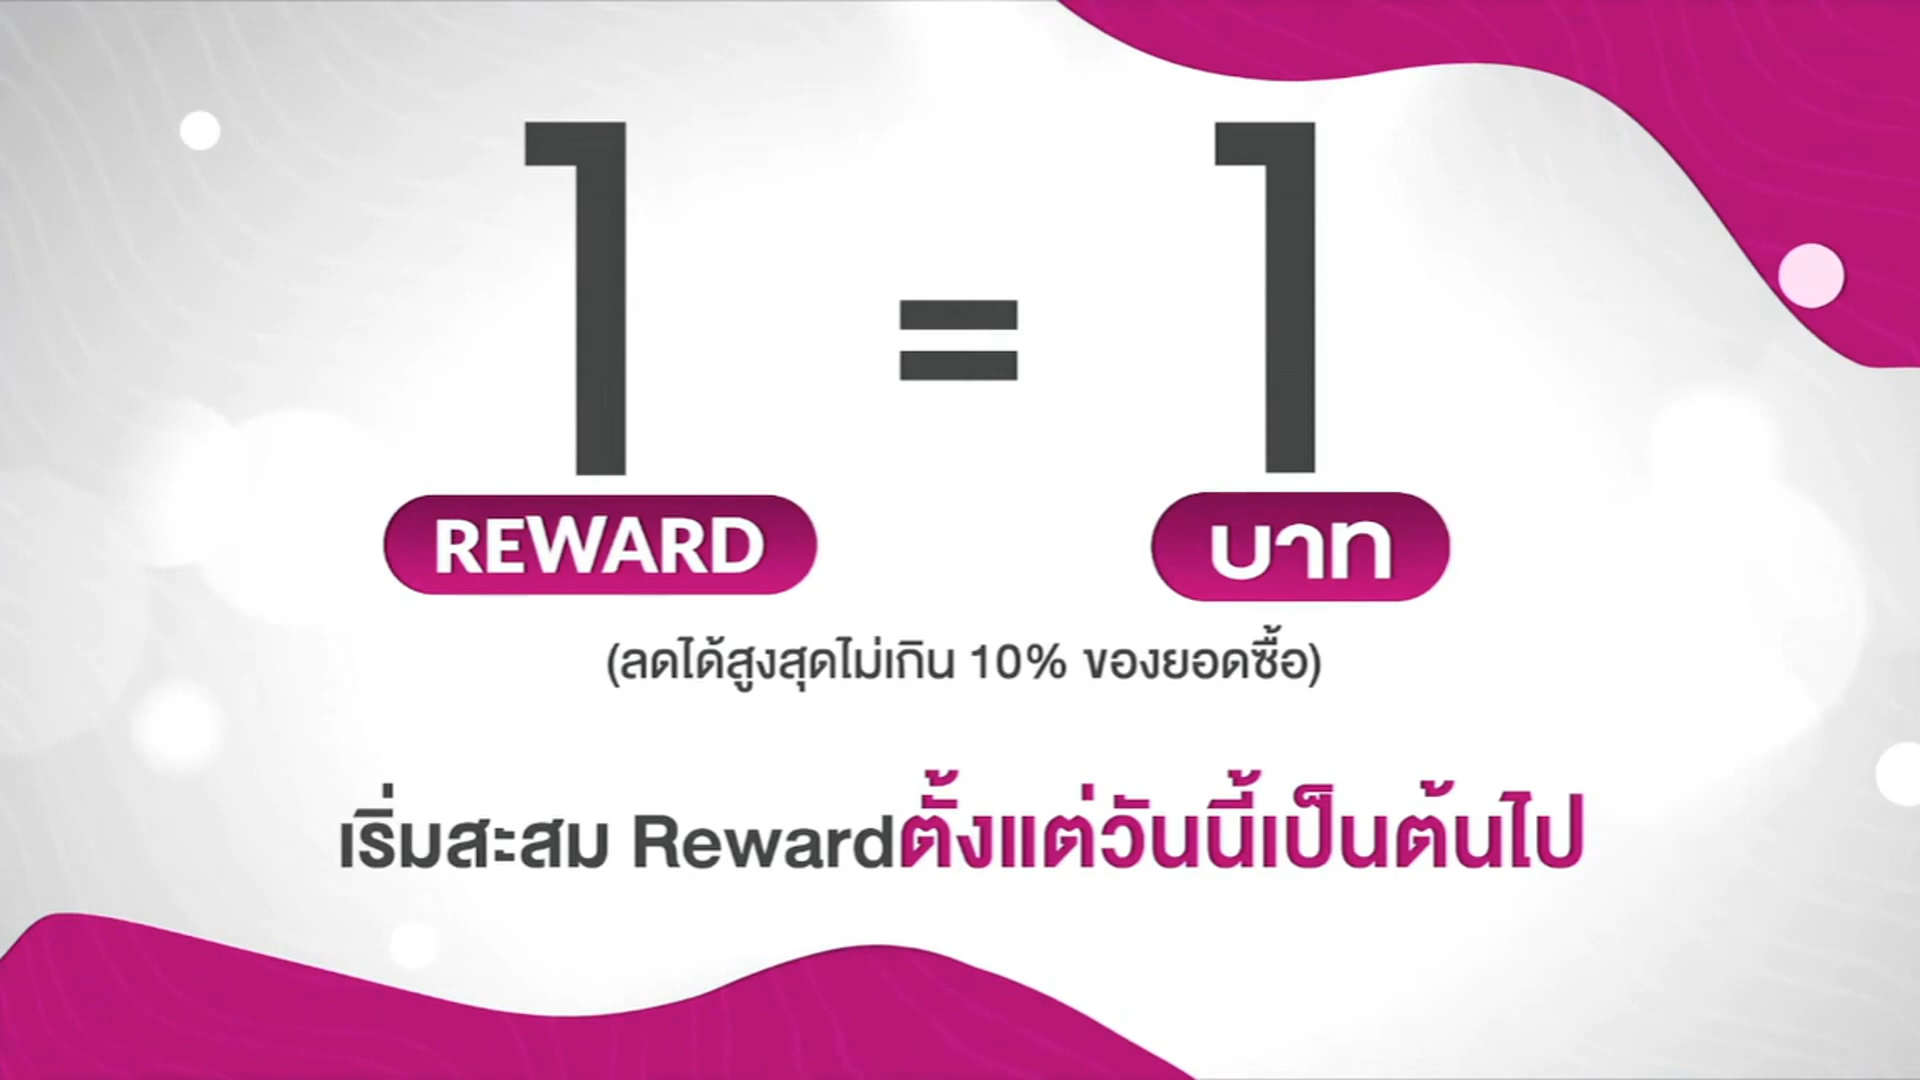 1 = 1
REWARD บาท
(ลดได้สูงสุดไม่เกิน 10% ของยอดซื้อ)
เริ่มสะสม Rewardตั้งแต่วันนี้เป็นต้นไป